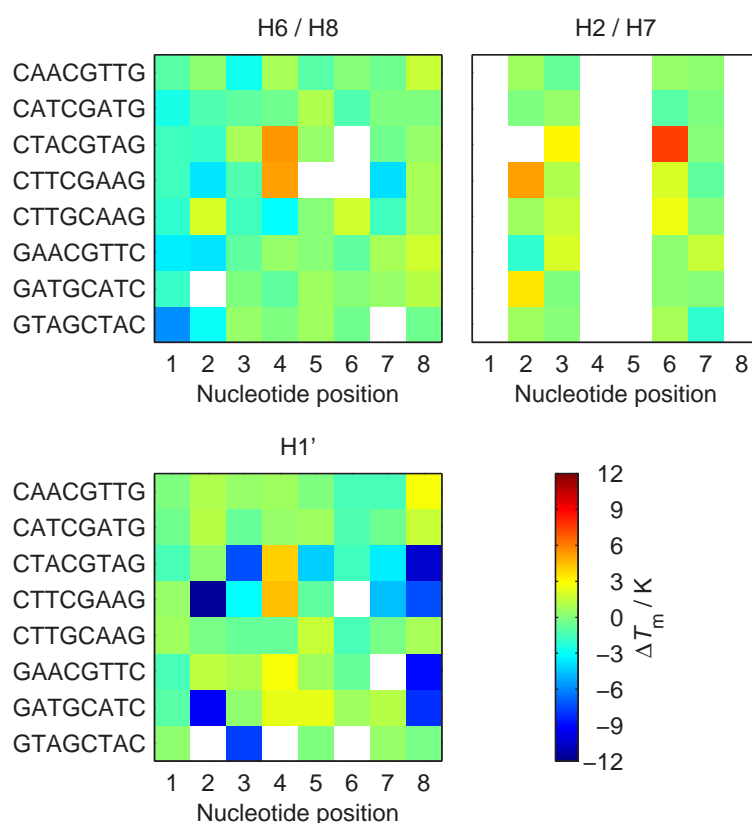 H6 / H8
CAACGTTG
CATCGATG
CTACGTAG
CTTCGAAG
CTTGCAAG
GAACGTTC
GATGCATC
GTAGCTAC
1 2 3 4 5 6 7 8
Nucleotide position
H2 / H7
1 2 3 4 5 6 7 8
Nucleotide position
H1’
CAACGTTG
CATCGATG
CTACGTAG
CTTCGAAG
CTTGCAAG
GAACGTTC
GATGCATC
GTAGCTAC
1 2 3 4 5 6 7 8
Nucleotide position
12
9
6
3
0
−3
−6
−9
−12
ΔTm / K